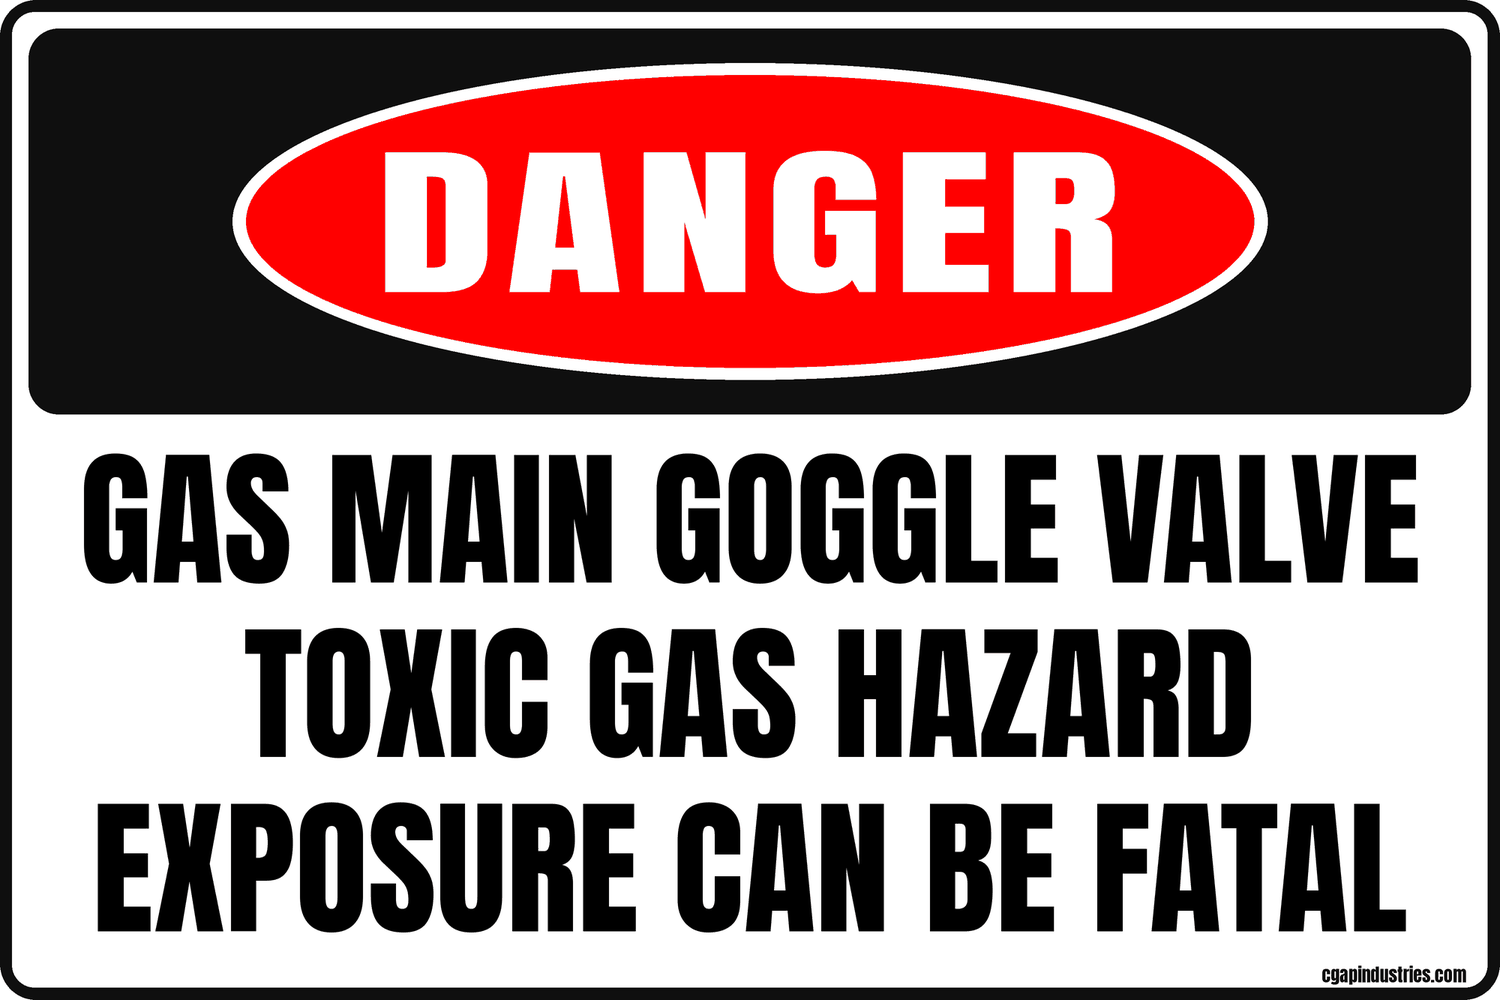 DANGER
GAS MAIN GOGGLE VALVE
TOXIC GAS HAZARD
EXPOSURE CAN BE FATAL
cgapindustries.com